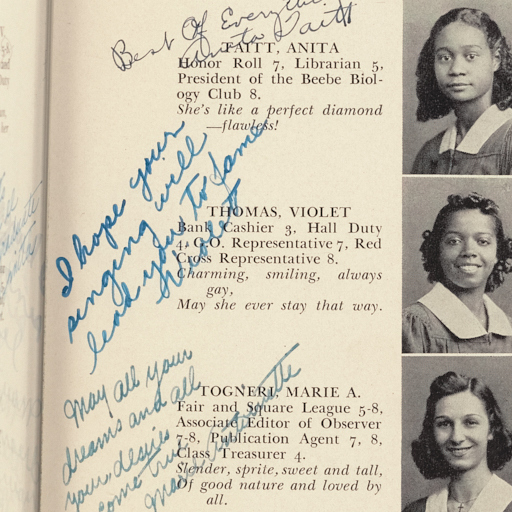 Best Of Everything
Anita Taitt
TAITT, ANITA
Honor Roll 7, Librarian 5,
President of the Beebe Biol-
ogy Club 8.
She's like a perfect diamond
—flawless!
I hope your
singing will
lead you to fame
Violett
THOMAS, VIOLET
Bank Cashier 3, Hall Duty
4, G.O. Representative 7, Red
Cross Representative 8.
Charming, smiling, always
gay,
May she ever stay that way.
May all your
dreams and all
your desires
come true
Marie Antoinette
TOGNERI, MARIE A.
Fair and Square League 5-8,
Associate Editor of Observer
7-8, Publication Agent 7, 8,
Class Treasurer 4.
Slender, sprite, sweet and tall,
Of good nature and loved by
all.